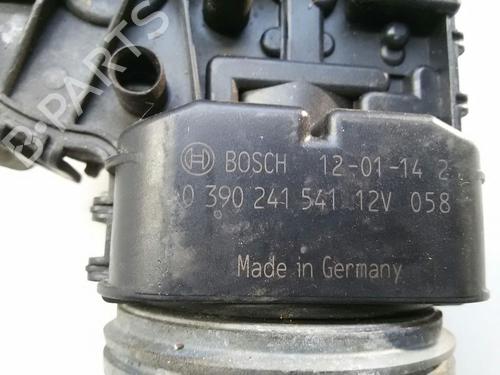 BOSCH 12-01-14 2
0 390 241 541 12V 058
Made in Germany
B-PARTS